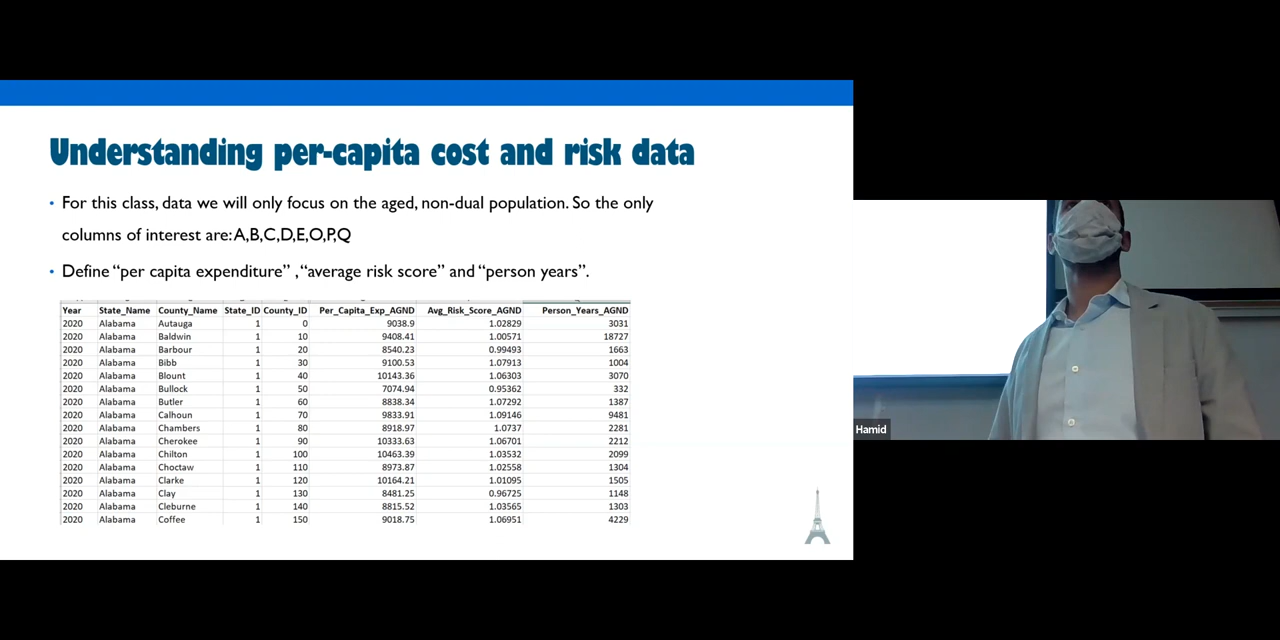 Understanding per-capita cost and risk data
• For this class, data we will only focus on the aged, non-dual population. So the only
columns of interest are: A,B,C,D,E,O,P,Q
• Define “per capita expenditure” , “average risk score” and “person years”.
Year State_Name County_Name State_ID County_ID Per_Capita_Exp_AGND Avg_Risk_Score_AGND Person_Years_AGND
2020 Alabama Autauga 1 0 9038.9 1.02829 3031
2020 Alabama Baldwin 1 10 9408.41 1.00571 18727
2020 Alabama Barbour 1 20 8540.23 0.99493 1663
2020 Alabama Bibb 1 30 9100.53 1.07913 1004
2020 Alabama Blount 1 40 10143.36 1.06303 3070
2020 Alabama Bullock 1 50 7074.94 0.95362 332
2020 Alabama Butler 1 60 8838.34 1.07292 1387
2020 Alabama Calhoun 1 70 9833.91 1.09146 9481
2020 Alabama Chambers 1 80 8918.97 1.0737 2281
2020 Alabama Cherokee 1 90 10333.63 1.06701 2212
2020 Alabama Chilton 1 100 10463.39 1.03532 2099
2020 Alabama Choctaw 1 110 8973.87 1.02558 1304
2020 Alabama Clarke 1 120 10164.21 1.01095 1505
2020 Alabama Clay 1 130 8481.25 0.96725 1148
2020 Alabama Cleburne 1 140 8815.52 1.03565 1303
2020 Alabama Coffee 1 150 9018.75 1.06951 4229
Hamid